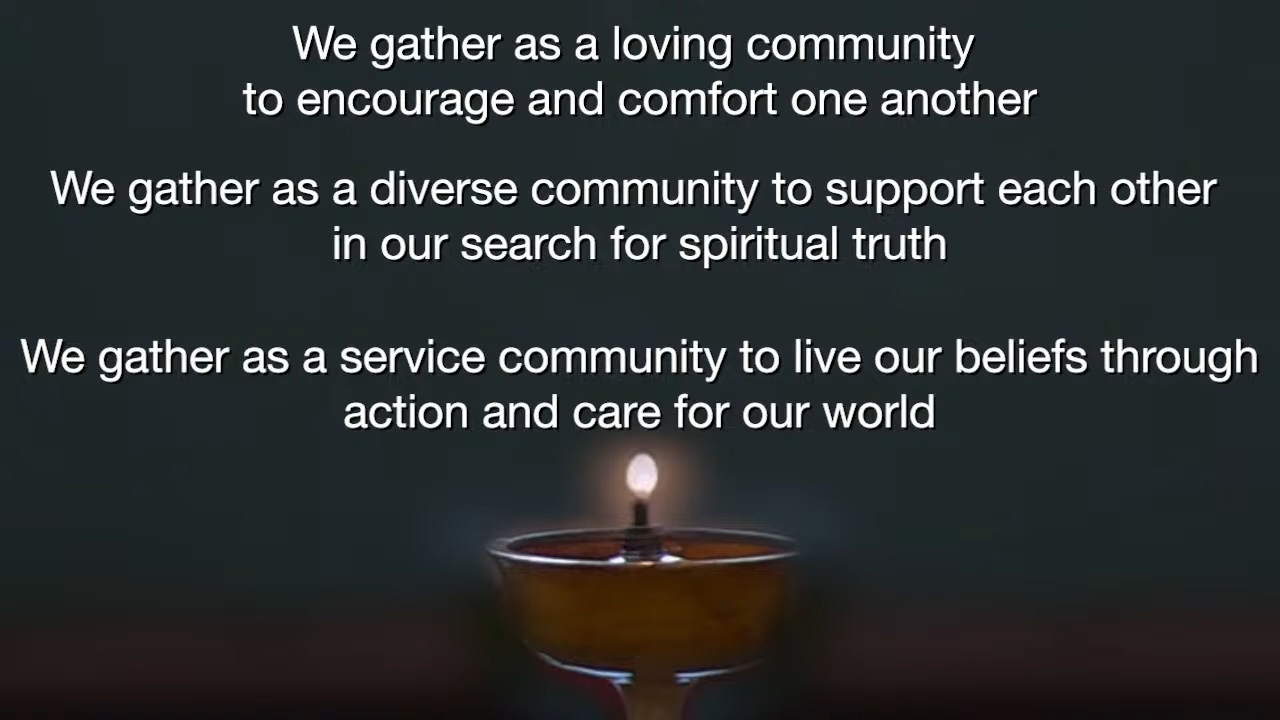 We gather as a loving community
to encourage and comfort one another
We gather as a diverse community to support each other
in our search for spiritual truth
We gather as a service community to live our beliefs through
action and care for our world